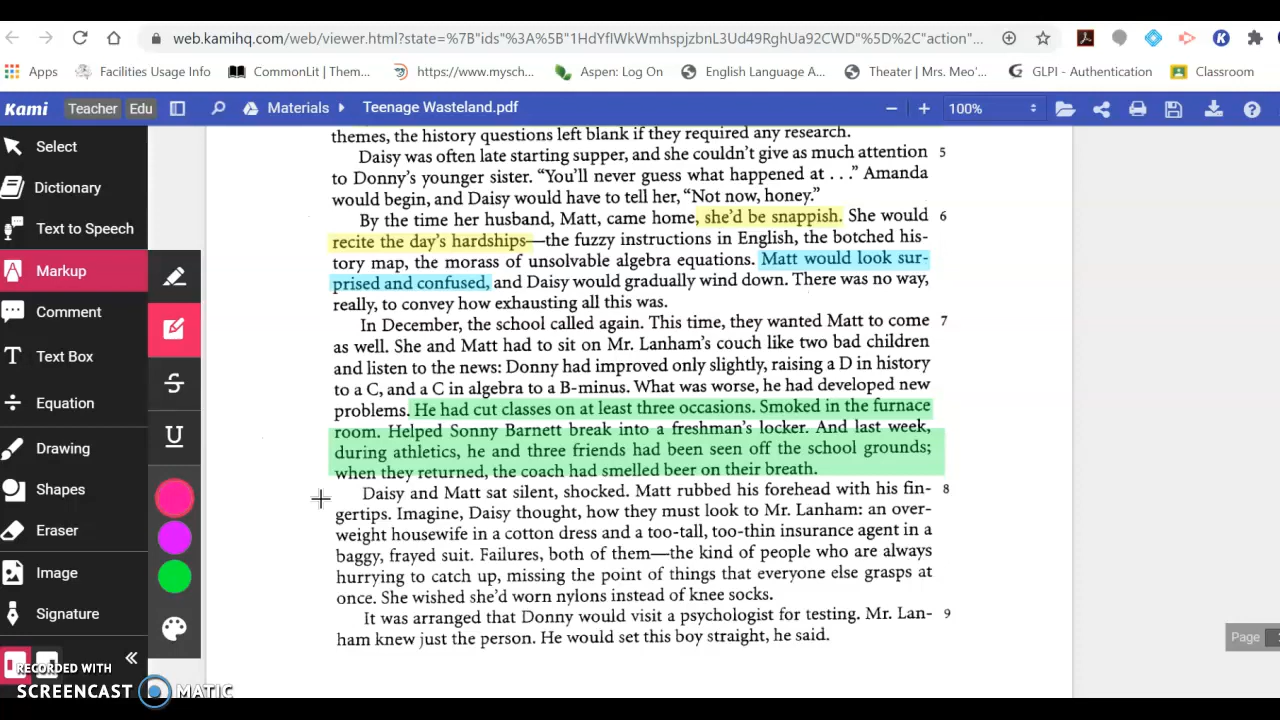 web.kamihq.com/web/viewer.html?state=%7B"ids"%3A%5B"1HdYflWkWmhspjzbnL3Ud49RghUa92CWD"%5D%2C"action"...
Apps Facilities Usage Info CommonLit | Them... https://www.mysch... Aspen: Log On English Language A... Theater | Mrs. Meo'... GLPI - Authentication Classroom
Kami Teacher Edu Materials Teenage Wasteland.pdf 100%
Select
Dictionary
Text to Speech
Markup
Comment
Text Box
Equation
Drawing
Shapes
Eraser
Image
Signature
themes, the history questions left blank if they required any research.
Daisy was often late starting supper, and she couldn't give as much attention 5
to Donny's younger sister. "You'll never guess what happened at . . ." Amanda
would begin, and Daisy would have to tell her, "Not now, honey."
By the time her husband, Matt, came home, she'd be snappish. She would 6
recite the day's hardships—the fuzzy instructions in English, the botched his-
tory map, the morass of unsolvable algebra equations. Matt would look sur-
prised and confused, and Daisy would gradually wind down. There was no way,
really, to convey how exhausting all this was.
In December, the school called again. This time, they wanted Matt to come 7
as well. She and Matt had to sit on Mr. Lanham's couch like two bad children
and listen to the news: Donny had improved only slightly, raising a D in history
to a C, and a C in algebra to a B-minus. What was worse, he had developed new
problems. He had cut classes on at least three occasions. Smoked in the furnace
room. Helped Sonny Barnett break into a freshman's locker. And last week,
during athletics, he and three friends had been seen off the school grounds;
when they returned, the coach had smelled beer on their breath.
Daisy and Matt sat silent, shocked. Matt rubbed his forehead with his fin- 8
gertips. Imagine, Daisy thought, how they must look to Mr. Lanham: an over-
weight housewife in a cotton dress and a too-tall, too-thin insurance agent in a
baggy, frayed suit. Failures, both of them—the kind of people who are always
hurrying to catch up, missing the point of things that everyone else grasps at
once. She wished she'd worn nylons instead of knee socks.
It was arranged that Donny would visit a psychologist for testing. Mr. Lan- 9
ham knew just the person. He would set this boy straight, he said.
Page
RECORDED WITH
SCREENCAST MATIC